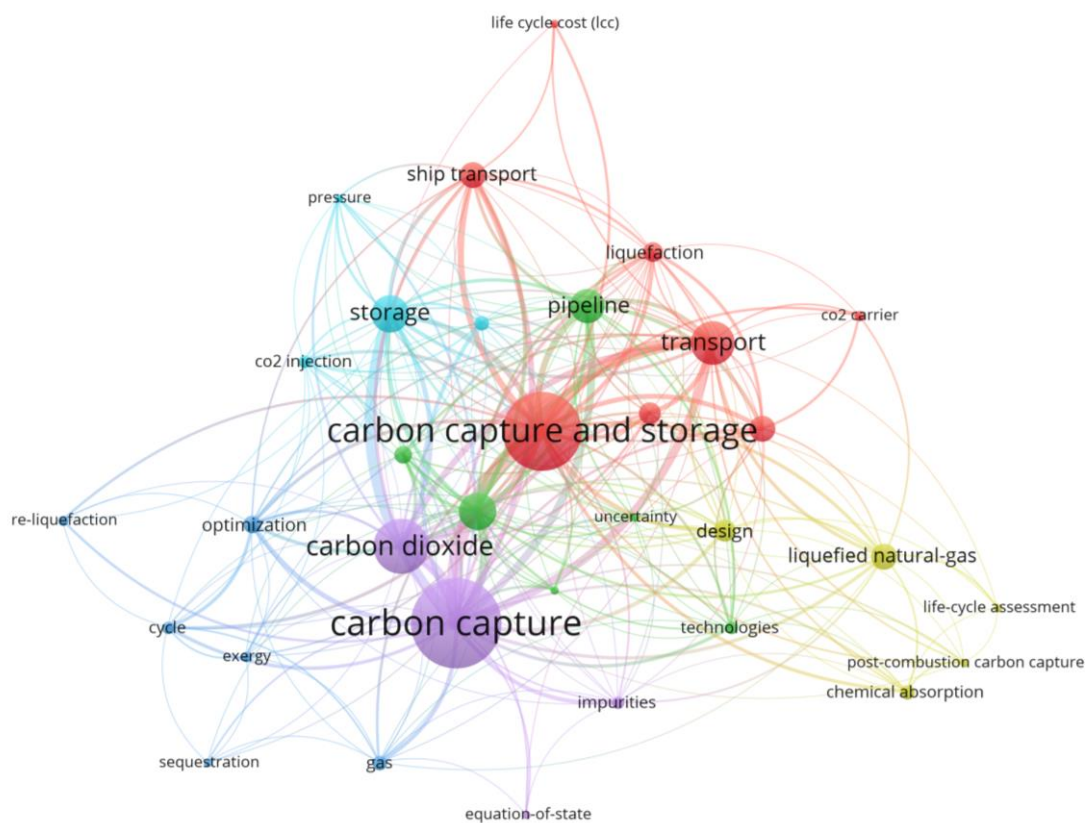 life cycle cost (lcc)
ship transport
pressure
liquefaction
pipeline
storage
co2 carrier
transport
co2 injection
carbon capture and storage
re-liquefaction
uncertainty
optimization
design
carbon dioxide
liquefied natural-gas
life-cycle assessment
carbon capture
cycle
technologies
exergy
post-combustion carbon capture
chemical absorption
impurities
sequestration
gas
equation-of-state